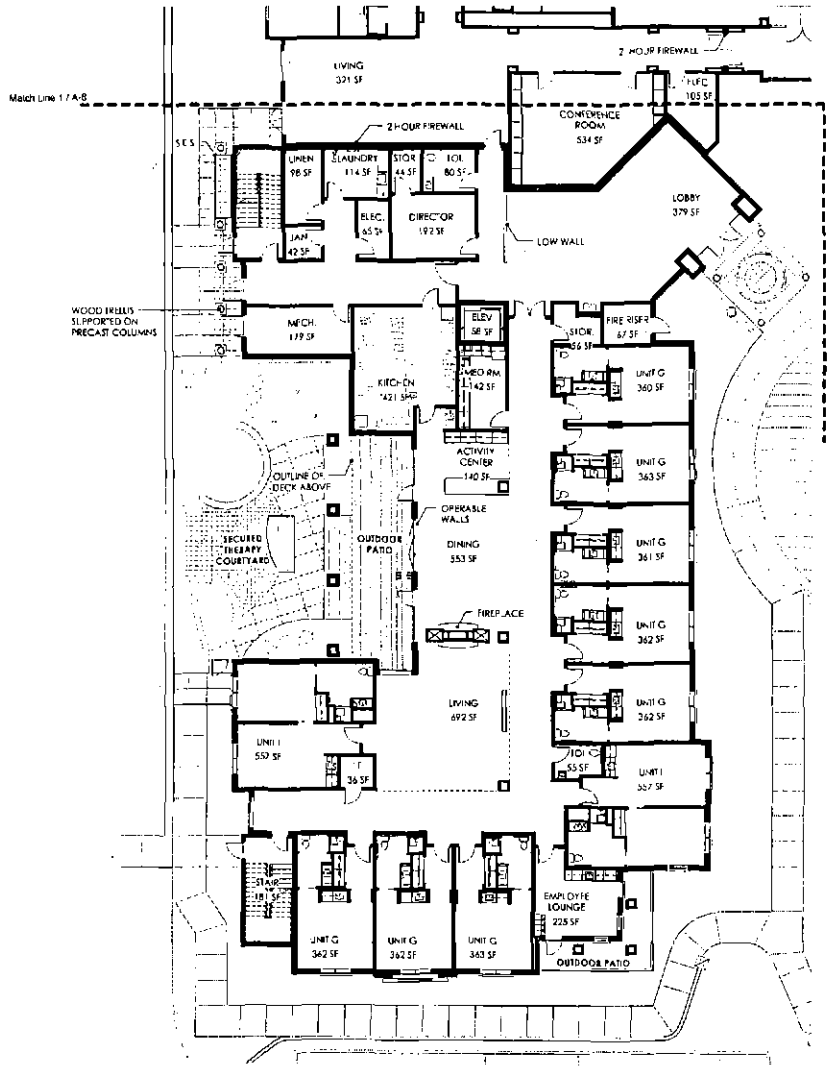 2-HOUR FIREWALL
LIVING
321 SF
ELEC
105 SF
Match Line 1 / A-8
CONFERENCE
ROOM
534 SF
2 HOUR FIREWALL
S.E.S.
LINEN
98 SF
LAUNDRY
114 SF
STOR
44 SF
TOI.
80 SF
LOBBY
379 SF
ELEC.
65 SF
DIRECTOR
192 SF
JAN
42 SF
LOW WALL
WOOD TRELLIS
SUPPORTED ON
PRECAST COLUMNS
MECH.
179 SF
ELEV
58 SF
STOR.
56 SF
FIRE RISER
67 SF
KITCHEN
421 SF
MED RM.
142 SF
UNIT G
360 SF
ACTIVITY
CENTER
140 SF
UNIT G
363 SF
OUTLINE OF
DECK ABOVE
OPERABLE
WALLS
SECURED
THERAPY
COURTYARD
OUTDOOR
PATIO
DINING
553 SF
UNIT G
361 SF
FIREPLACE
UNIT G
362 SF
LIVING
692 SF
UNIT G
362 SF
UNIT I
557 SF
36 SF
TOI
55 SF
UNIT I
557 SF
STAIR
181 SF
EMPLOYEE
LOUNGE
225 SF
UNIT G
362 SF
UNIT G
362 SF
UNIT G
363 SF
OUTDOOR PATIO